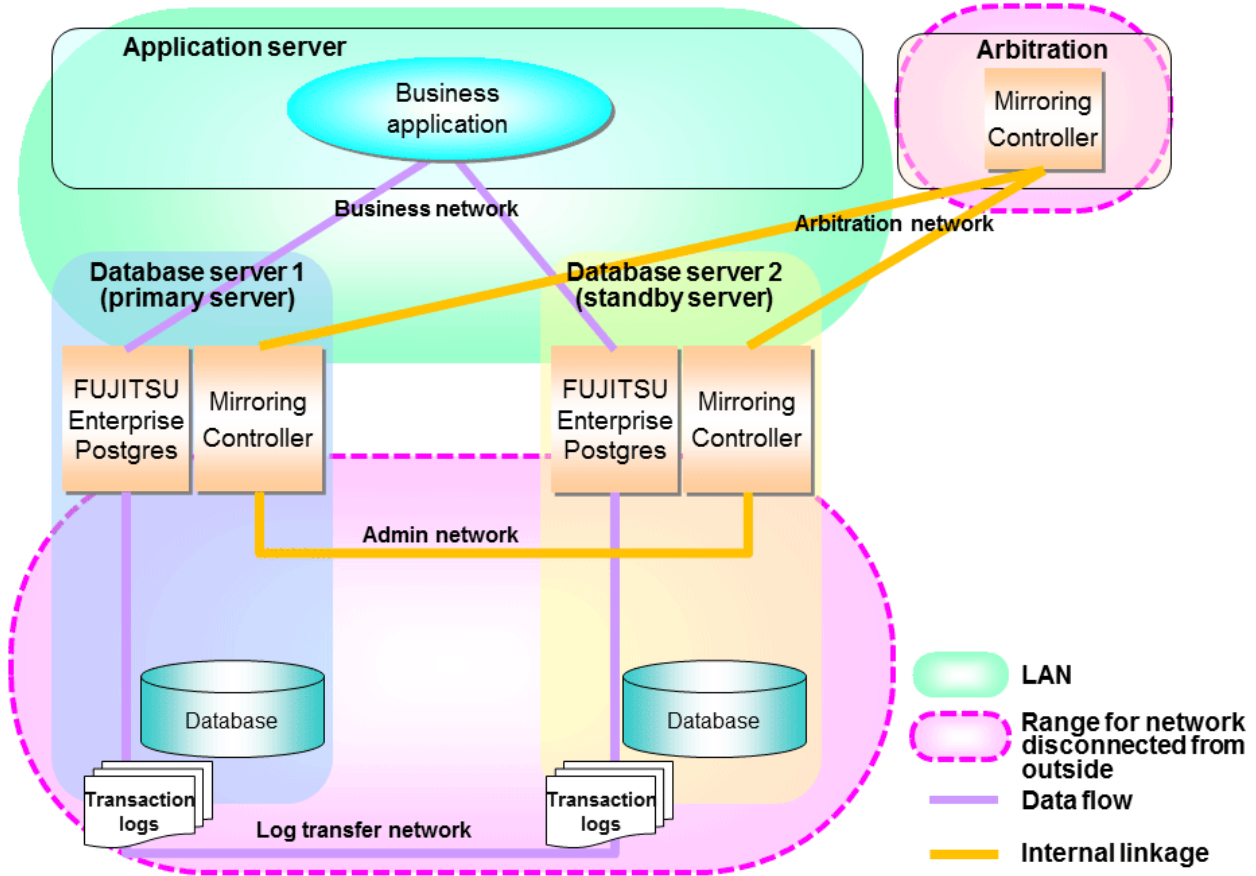 Application server
Arbitration
Business
application
Mirroring
Controller
Business network
Arbitration network
Database server 1
(primary server)
Database server 2
(standby server)
FUJITSU
Enterprise
Postgres
Mirroring
Controller
FUJITSU
Enterprise
Postgres
Mirroring
Controller
Admin network
Database
Database
Transaction
logs
Transaction
logs
Log transfer network
LAN
Range for network
disconnected from
outside
Data flow
Internal linkage